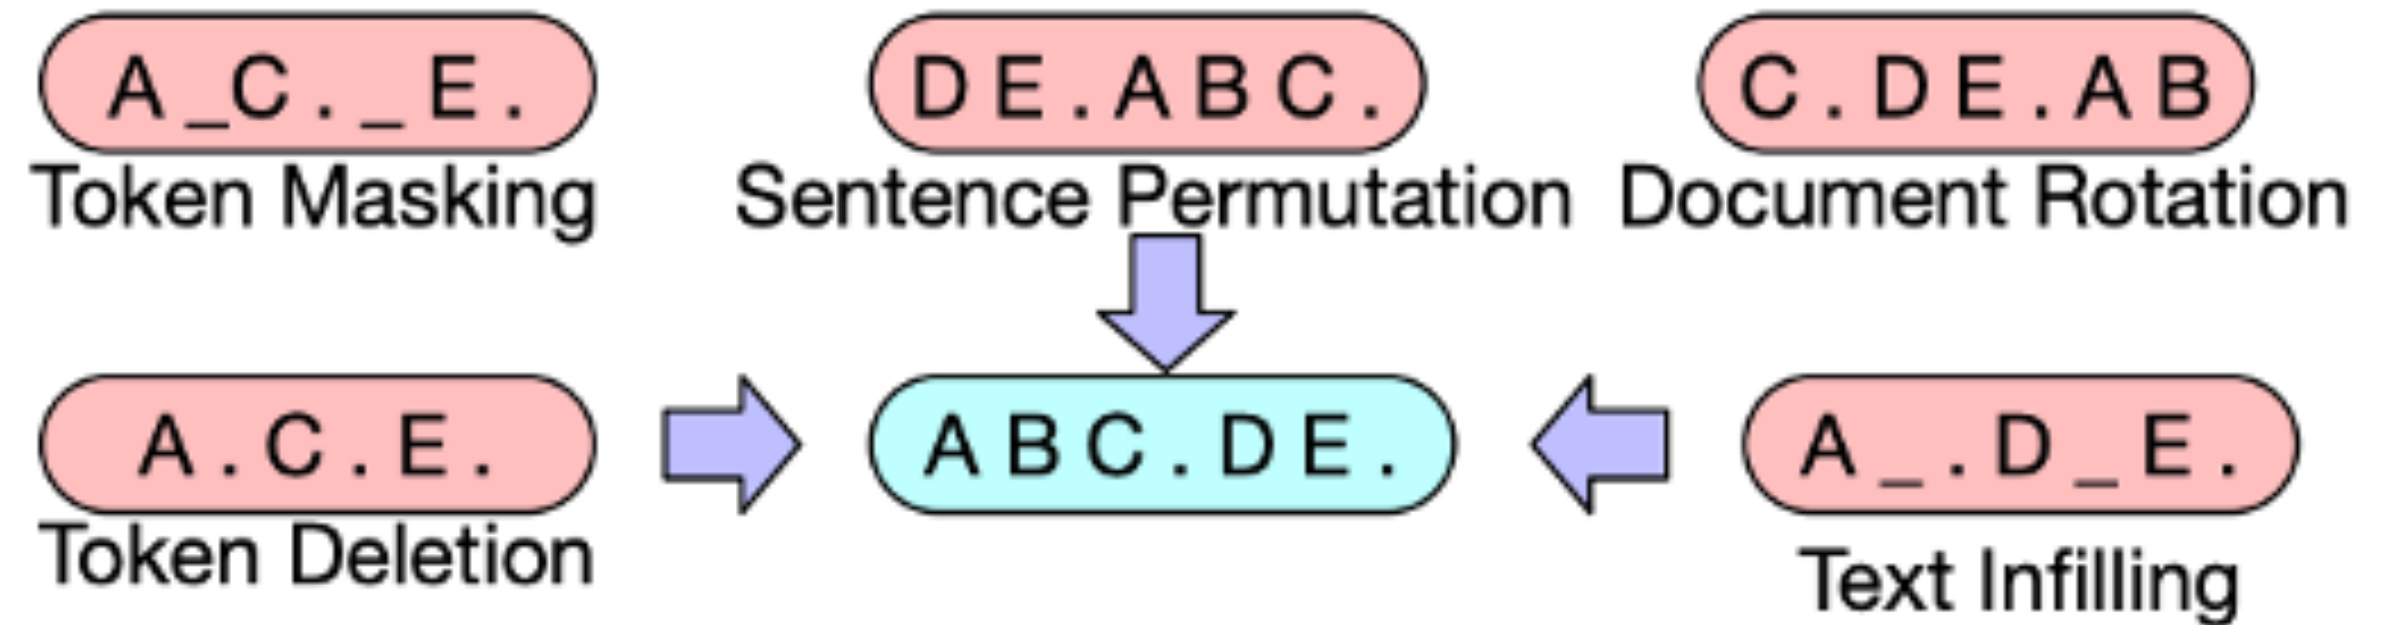 A _ C . _ E .
Token Masking
D E . A B C .
Sentence Permutation
C . D E . A B
Document Rotation
A . C . E .
Token Deletion
A B C . D E .
A _ . D _ E .
Text Infilling